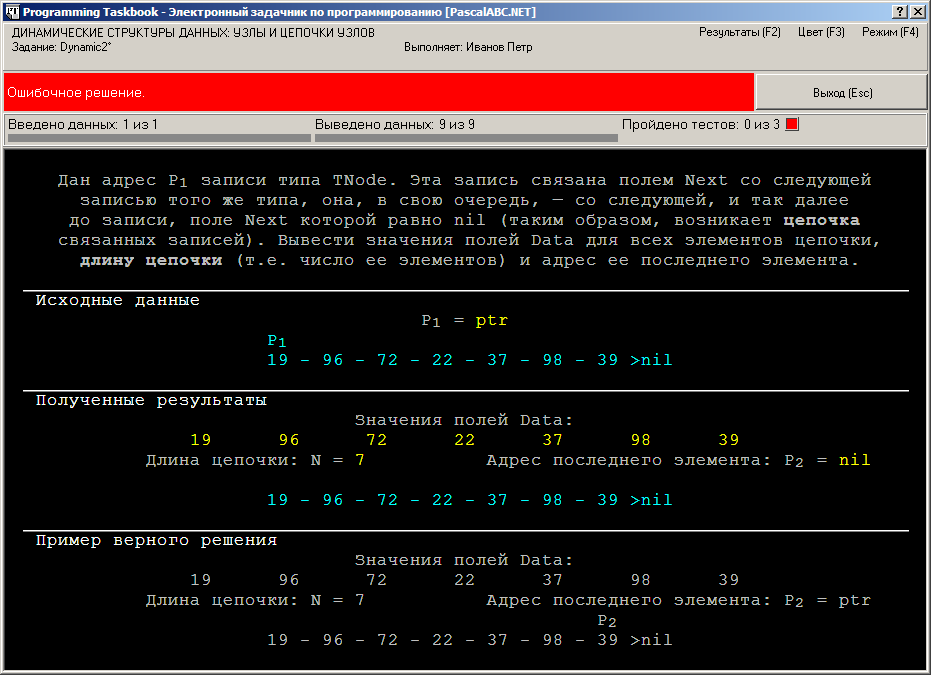 Programming Taskbook - Электронный задачник по программированию [PascalABC.NET]
ДИНАМИЧЕСКИЕ СТРУКТУРЫ ДАННЫХ: УЗЛЫ И ЦЕПОЧКИ УЗЛОВ
Результаты (F2) Цвет (F3) Режим (F4)
Задание: Dynamic2°
Выполняет: Иванов Петр
Ошибочное решение.
Выход (Esc)
Введено данных: 1 из 1
Выведено данных: 9 из 9
Пройдено тестов: 0 из 3
Дан адрес P1 записи типа TNode. Эта запись связана полем Next со следующей
записью того же типа, она, в свою очередь, — со следующей, и так далее
до записи, поле Next которой равно nil (таким образом, возникает цепочка
связанных записей). Вывести значения полей Data для всех элементов цепочки,
длину цепочки (т.е. число ее элементов) и адрес ее последнего элемента.
Исходные данные
P1 = ptr
P1
19 - 96 - 72 - 22 - 37 - 98 - 39 >nil
Полученные результаты
Значения полей Data:
19 96 72 22 37 98 39
Длина цепочки: N = 7 Адрес последнего элемента: P2 = nil
19 - 96 - 72 - 22 - 37 - 98 - 39 >nil
Пример верного решения
Значения полей Data:
19 96 72 22 37 98 39
Длина цепочки: N = 7 Адрес последнего элемента: P2 = ptr
P2
19 - 96 - 72 - 22 - 37 - 98 - 39 >nil